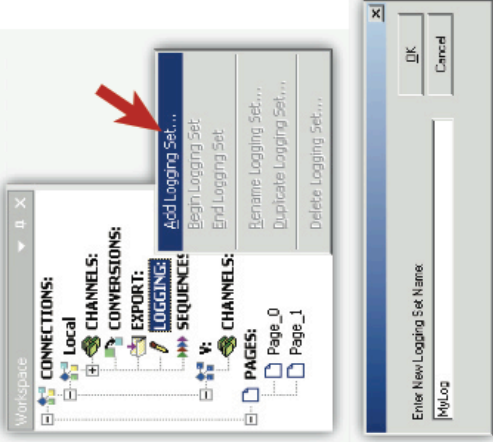 Workspace
CONNECTIONS:
Local
CHANNELS:
CONVERSIONS:
EXPORT:
LOGGING:
SEQUENCES
V:
CHANNELS:
PAGES:
Page_0
Page_1
Add Logging Set...
Begin Logging Set
End Logging Set
Rename Logging Set...
Duplicate Logging Set...
Delete Logging Set...
Enter New Logging Set Name:
MyLog
OK
Cancel